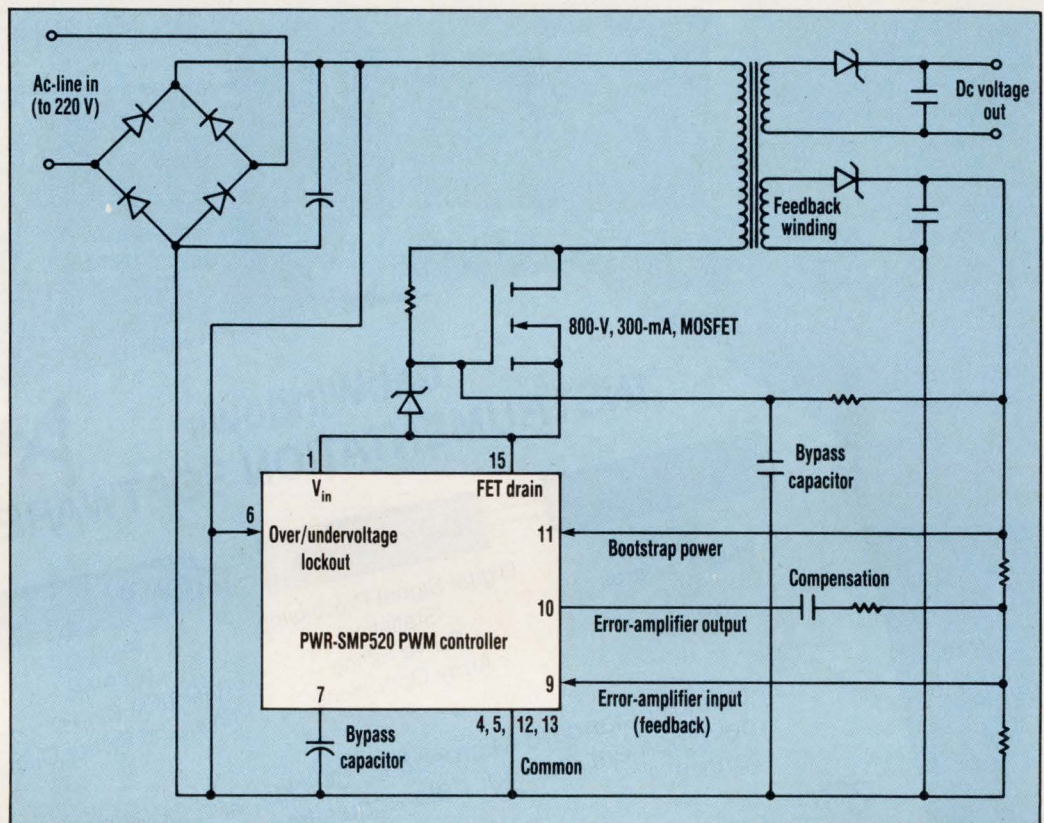 Ac-line in
(to 220 V)
Dc voltage
out
Feedback
winding
800-V, 300-mA, MOSFET
Bypass
capacitor
1
15
V_in
FET drain
6
Over/undervoltage
lockout
11
Bootstrap power
Compensation
10
Error-amplifier output
PWR-SMP520 PWM controller
9
Error-amplifier input
(feedback)
7
4, 5, 12, 13
Bypass
capacitor
Common